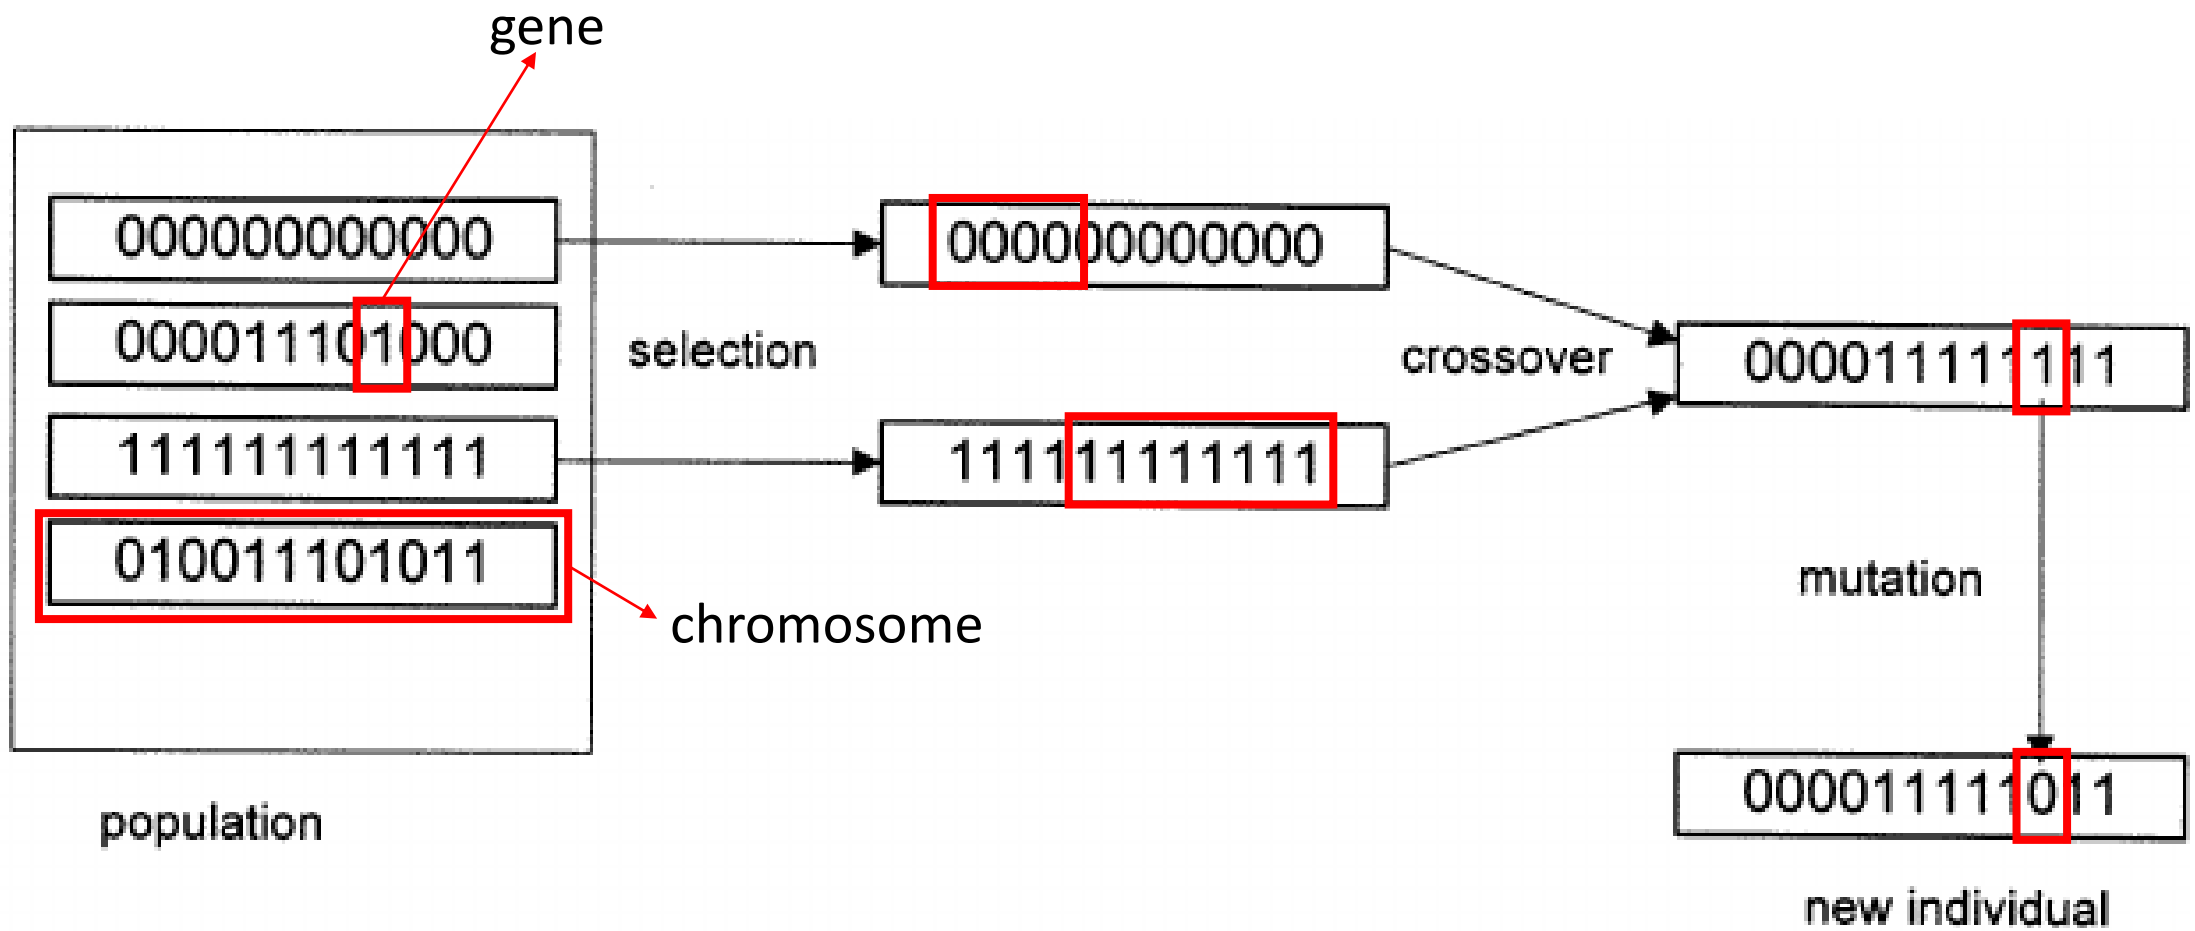 gene
000000000000
000011101000
111111111111
010011101011
population
chromosome
selection
000000000000
111111111111
crossover
000011111111
mutation
000011111011
new individual